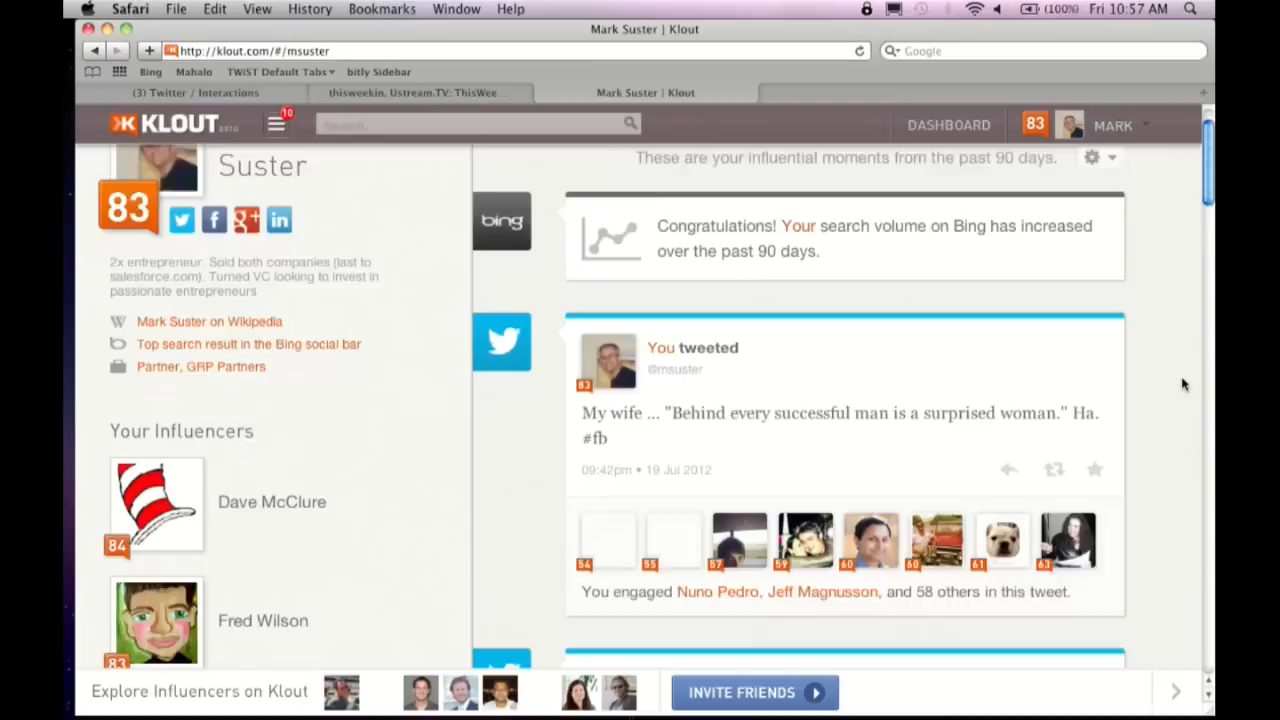 Safari File Edit View History Bookmarks Window Help (100%) Fri 10:57 AM
Mark Suster | Klout
http://klout.com/#/msuster Google
Bing Mahalo TWiST Default Tabs bitly Sidebar
(3) Twitter / Interactions thisweekin, Ustream.TV: ThisWee... Mark Suster | Klout
KLOUT BETA 10 Search... DASHBOARD 83 MARK
Suster
83
2x entrepreneur. Sold both companies (last to
salesforce.com). Turned VC looking to invest in
passionate entrepreneurs
Mark Suster on Wikipedia
Top search result in the Bing social bar
Partner, GRP Partners
Your Influencers
Dave McClure
84
Fred Wilson
83
These are your influential moments from the past 90 days.
bing
Congratulations! Your search volume on Bing has increased
over the past 90 days.
You tweeted
@msuster
83
My wife ... "Behind every successful man is a surprised woman." Ha.
#fb
09:42pm • 19 Jul 2012
54 55 57 59 60 60 61 63
You engaged Nuno Pedro, Jeff Magnusson, and 58 others in this tweet.
Explore Influencers on Klout INVITE FRIENDS